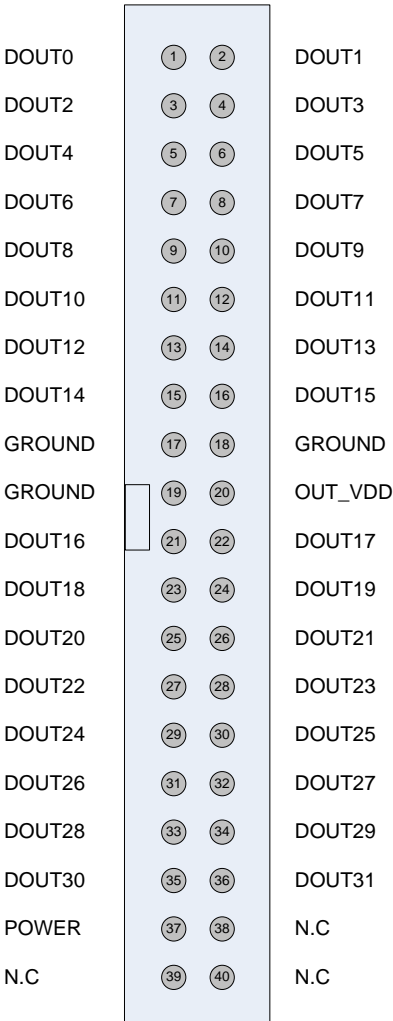 DOUT0 1 2 DOUT1
DOUT2 3 4 DOUT3
DOUT4 5 6 DOUT5
DOUT6 7 8 DOUT7
DOUT8 9 10 DOUT9
DOUT10 11 12 DOUT11
DOUT12 13 14 DOUT13
DOUT14 15 16 DOUT15
GROUND 17 18 GROUND
GROUND 19 20 OUT_VDD
DOUT16 21 22 DOUT17
DOUT18 23 24 DOUT19
DOUT20 25 26 DOUT21
DOUT22 27 28 DOUT23
DOUT24 29 30 DOUT25
DOUT26 31 32 DOUT27
DOUT28 33 34 DOUT29
DOUT30 35 36 DOUT31
POWER 37 38 N.C
N.C 39 40 N.C